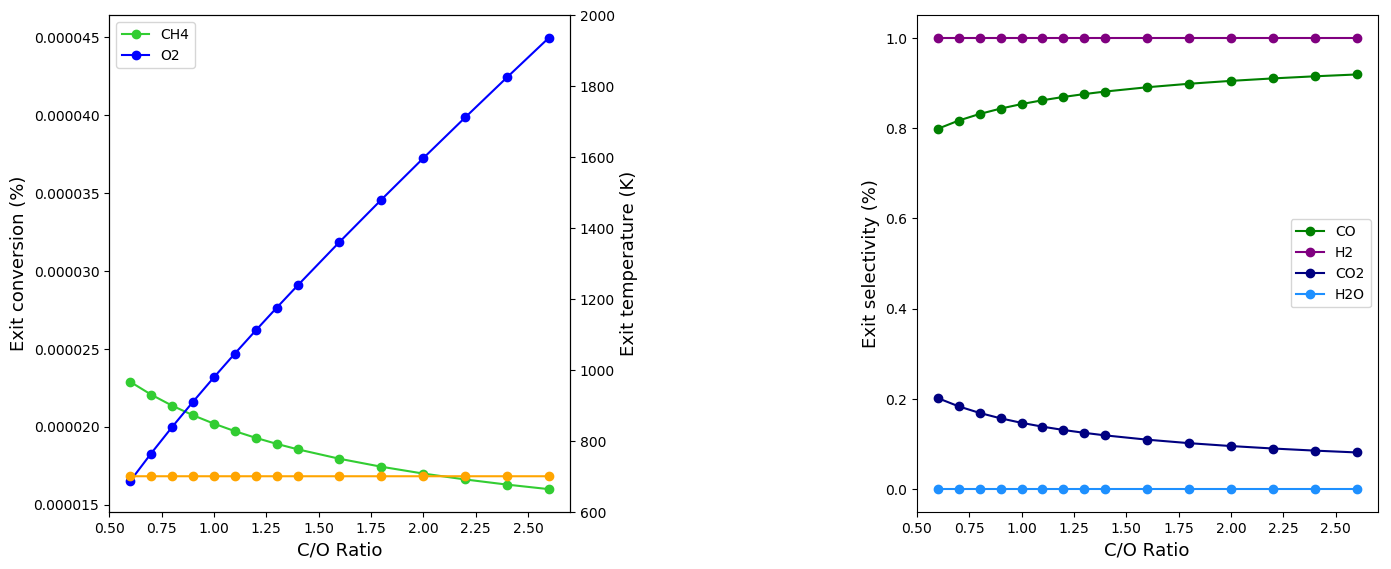 CH4
O2
0.000045
0.000040
0.000035
0.000030
0.000025
0.000020
0.000015
Exit conversion (%)
0.50 0.75 1.00 1.25 1.50 1.75 2.00 2.25 2.50
C/O Ratio
2000
1800
1600
1400
1200
1000
800
600
Exit temperature (K)
1.0
0.8
0.6
0.4
0.2
0.0
Exit selectivity (%)
CO
H2
CO2
H2O
0.50 0.75 1.00 1.25 1.50 1.75 2.00 2.25 2.50
C/O Ratio